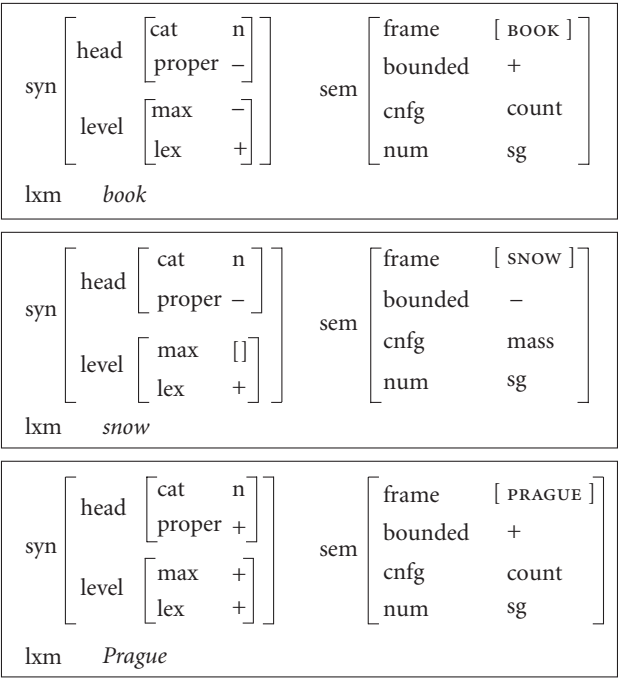 cat n frame [ BOOK ]
head
proper – bounded +
syn sem
max – cnfg count
level
lex + num sg
lxm book
cat n frame [ SNOW ]
head
proper – bounded –
syn sem
max [] cnfg mass
level
lex + num sg
lxm snow
cat n frame [ PRAGUE ]
head
proper + bounded +
syn sem
max + cnfg count
level
lex + num sg
lxm Prague